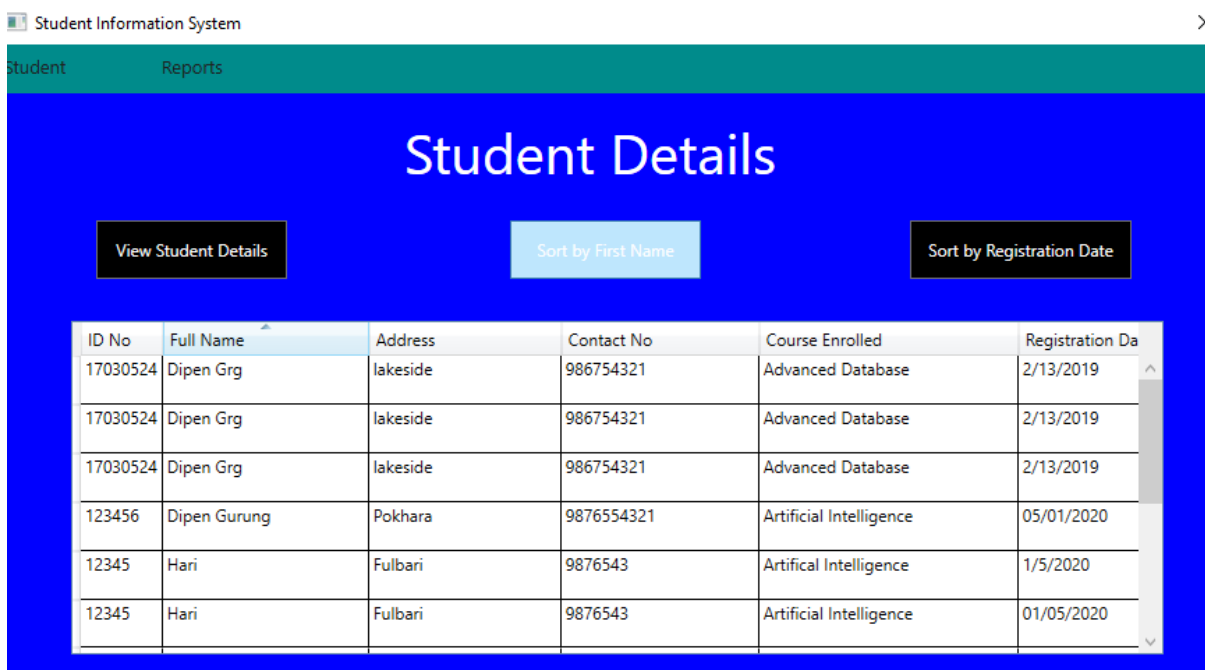 Student Information System
Student Reports
Student Details
View Student Details Sort by First Name Sort by Registration Date
ID No Full Name Address Contact No Course Enrolled Registration Da
17030524 Dipen Grg lakeside 986754321 Advanced Database 2/13/2019
17030524 Dipen Grg lakeside 986754321 Advanced Database 2/13/2019
17030524 Dipen Grg lakeside 986754321 Advanced Database 2/13/2019
123456 Dipen Gurung Pokhara 9876554321 Artificial Intelligence 05/01/2020
12345 Hari Fulbari 9876543 Artifical Intelligence 1/5/2020
12345 Hari Fulbari 9876543 Artificial Intelligence 01/05/2020